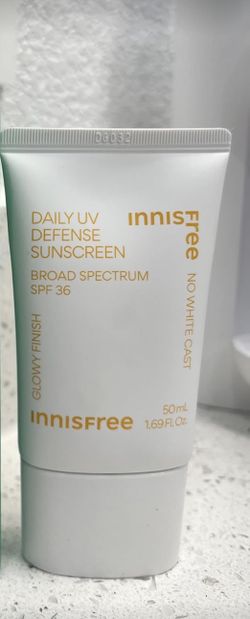 D3032
DAILY UV
DEFENSE
SUNSCREEN
BROAD SPECTRUM
SPF 36
innisFree
NO WHITE CAST
GLOWY FINISH
innisFree
50 mL
1.69 Fl. Oz.